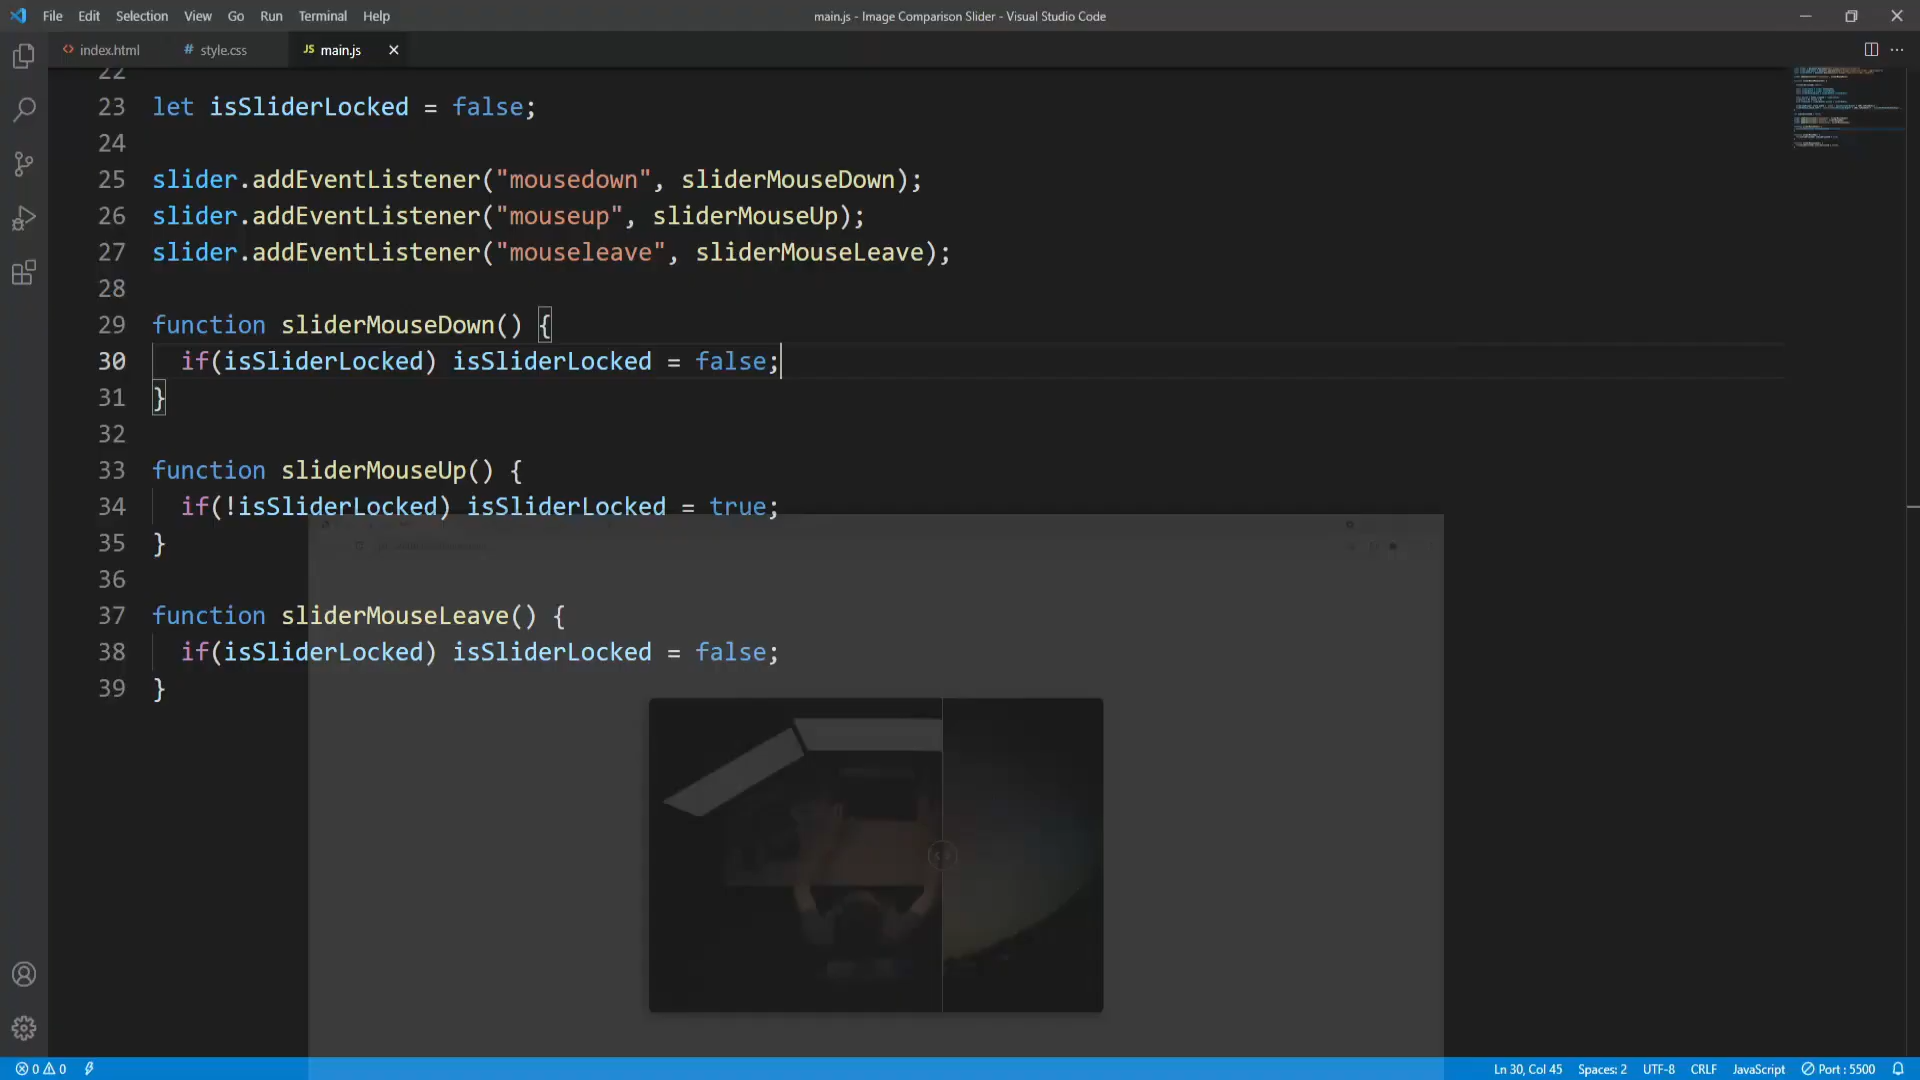 File Edit Selection View Go Run Terminal Help
main.js - Image Comparison Slider - Visual Studio Code
<> index.html # style.css JS main.js
22
23 let isSliderLocked = false;
24
25 slider.addEventListener("mousedown", sliderMouseDown);
26 slider.addEventListener("mouseup", sliderMouseUp);
27 slider.addEventListener("mouseleave", sliderMouseLeave);
28
29 function sliderMouseDown() {
30 if(isSliderLocked) isSliderLocked = false;
31 }
32
33 function sliderMouseUp() {
34 if(!isSliderLocked) isSliderLocked = true;
35 }
36
37 function sliderMouseLeave() {
38 if(isSliderLocked) isSliderLocked = false;
39 }
0 0 Ln 30, Col 45 Spaces: 2 UTF-8 CRLF JavaScript Port : 5500